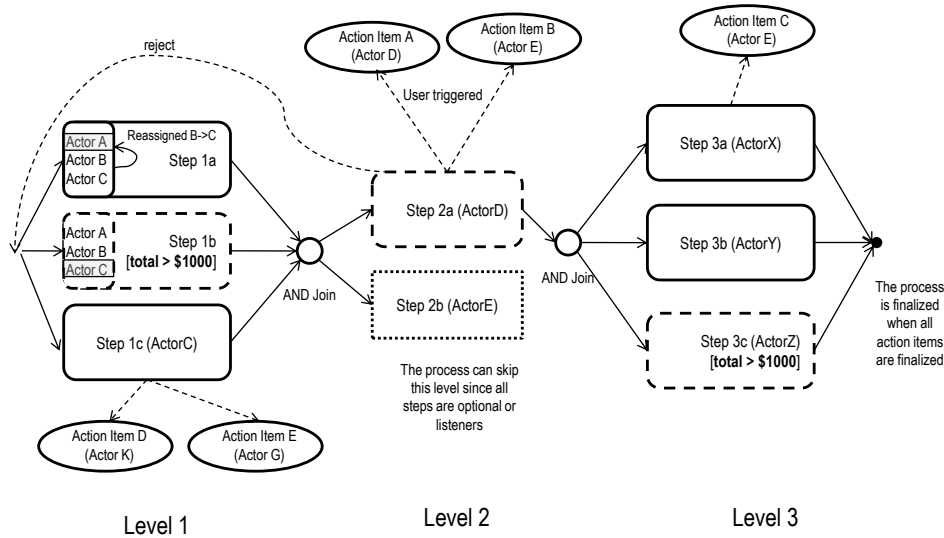 reject
Action Item A
(Actor D)
Action Item B
(Actor E)
Action Item C
(Actor E)
User triggered
Actor A
Actor B
Actor C
Reassigned B->C
Step 1a
Actor A
Actor B
Actor C
Step 1b
[total > $1000]
Step 1c (ActorC)
Action Item D
(Actor K)
Action Item E
(Actor G)
AND Join
Step 2a (ActorD)
Step 2b (ActorE)
The process can skip
this level since all
steps are optional or
listeners
AND Join
Step 3a (ActorX)
Step 3b (ActorY)
Step 3c (ActorZ)
[total > $1000]
The process
is finalized
when all
action items
are finalized
Level 1
Level 2
Level 3